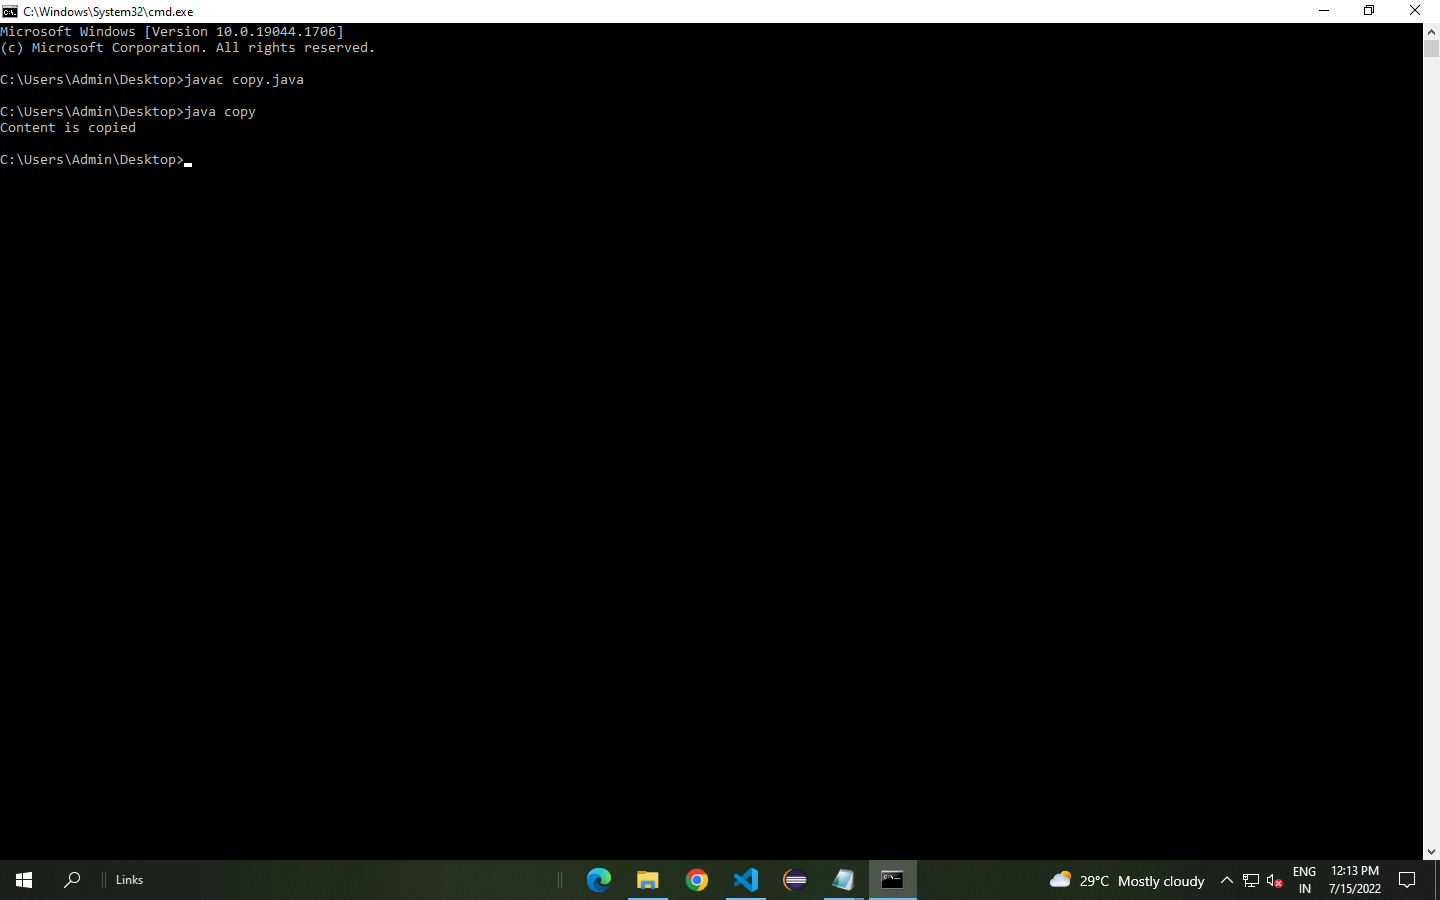 C:\Windows\System32\cmd.exe
Microsoft Windows [Version 10.0.19044.1706]
(c) Microsoft Corporation. All rights reserved.
C:\Users\Admin\Desktop>javac copy.java
C:\Users\Admin\Desktop>java copy
Content is copied
C:\Users\Admin\Desktop>
Links
29°C Mostly cloudy
ENG
IN
12:13 PM
7/15/2022